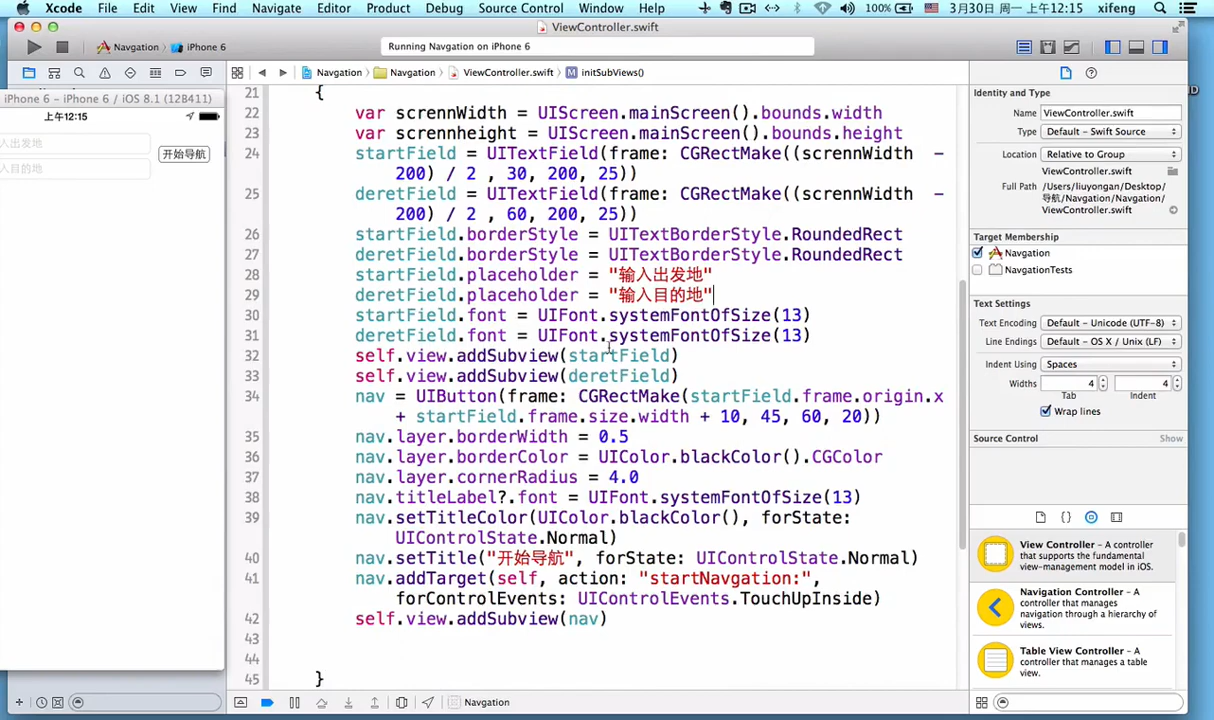 Xcode File Edit View Find Navigate Editor Product Debug Source Control Window Help 100% 3月30日 周一 上午12:15 xifeng
ViewController.swift
Navgation iPhone 6 Running Navgation on iPhone 6
Navgation Navgation ViewController.swift initSubViews()
iPhone 6 – iPhone 6 / iOS 8.1 (12B411)
上午12:15
入出发地
开始导航
入目的地
21 {
22 var scrennWidth = UIScreen.mainScreen().bounds.width
23 var scrennheight = UIScreen.mainScreen().bounds.height
24 startField = UITextField(frame: CGRectMake((scrennWidth -
200) / 2 , 30, 200, 25))
25 deretField = UITextField(frame: CGRectMake((scrennWidth -
200) / 2 , 60, 200, 25))
26 startField.borderStyle = UITextBorderStyle.RoundedRect
27 deretField.borderStyle = UITextBorderStyle.RoundedRect
28 startField.placeholder = "输入出发地"
29 deretField.placeholder = "输入目的地"
30 startField.font = UIFont.systemFontOfSize(13)
31 deretField.font = UIFont.systemFontOfSize(13)
32 self.view.addSubview(startField)
33 self.view.addSubview(deretField)
34 nav = UIButton(frame: CGRectMake(startField.frame.origin.x
+ startField.frame.size.width + 10, 45, 60, 20))
35 nav.layer.borderWidth = 0.5
36 nav.layer.borderColor = UIColor.blackColor().CGColor
37 nav.layer.cornerRadius = 4.0
38 nav.titleLabel?.font = UIFont.systemFontOfSize(13)
39 nav.setTitleColor(UIColor.blackColor(), forState:
UIControlState.Normal)
40 nav.setTitle("开始导航", forState: UIControlState.Normal)
41 nav.addTarget(self, action: "startNavgation:",
forControlEvents: UIControlEvents.TouchUpInside)
42 self.view.addSubview(nav)
43
44
45 }
Navgation
Identity and Type
Name ViewController.swift
Type Default – Swift Source
Location Relative to Group
ViewController.swift
Full Path /Users/liuyongan/Desktop/
导航/Navgation/Navgation/
ViewController.swift
Target Membership
Navgation
NavgationTests
Text Settings
Text Encoding Default – Unicode (UTF-8)
Line Endings Default – OS X / Unix (LF)
Indent Using Spaces
Widths 4 4
Tab Indent
Wrap lines
Source Control Show
View Controller – A
controller that supports the fundamental
view-management model in iOS.
Navigation Controller – A
controller that manages
navigation through a hierarchy of
views.
Table View Controller – A
controller that manages a table
view.